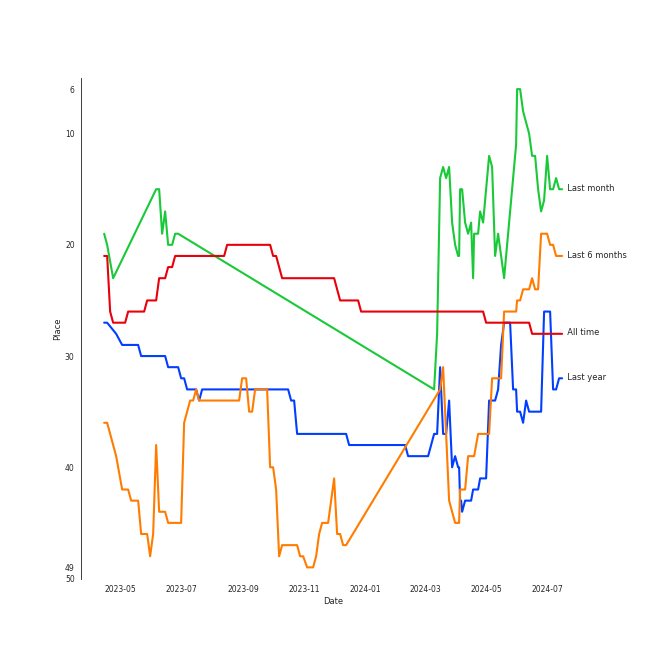 6
10
20
30
40
49
50
Place
2023-05
2023-07
2023-09
2023-11
2024-01
2024-03
2024-05
2024-07
Date
Last month
Last 6 months
All time
Last year